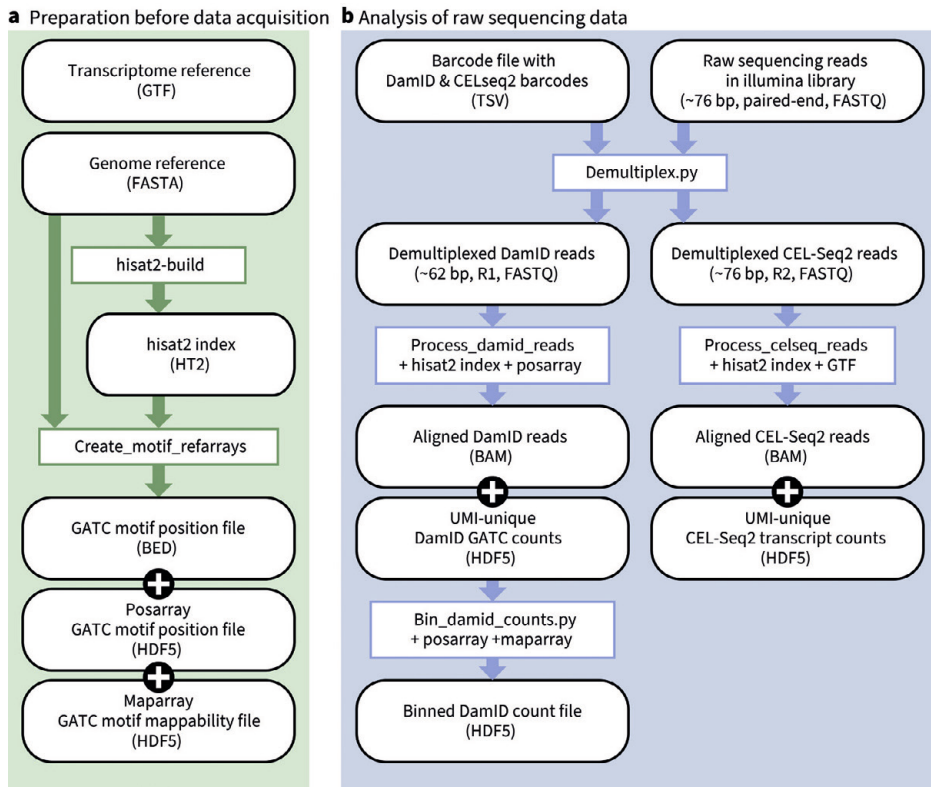 a Preparation before data acquisition
Transcriptome reference
(GTF)
Genome reference
(FASTA)
hisat2-build
hisat2 index
(HT2)
Create_motif_refarrays
GATC motif position file
(BED)
Posarray
GATC motif position file
(HDF5)
Maparray
GATC motif mappability file
(HDF5)
b Analysis of raw sequencing data
Barcode file with
DamID & CELseq2 barcodes
(TSV)
Raw sequencing reads
in illumina library
(~76 bp, paired-end, FASTQ)
Demultiplex.py
Demultiplexed DamID reads
(~62 bp, R1, FASTQ)
Demultiplexed CEL-Seq2 reads
(~76 bp, R2, FASTQ)
Process_damid_reads
+ hisat2 index + posarray
Process_celseq_reads
+ hisat2 index + GTF
Aligned DamID reads
(BAM)
Aligned CEL-Seq2 reads
(BAM)
UMI-unique
DamID GATC counts
(HDF5)
UMI-unique
CEL-Seq2 transcript counts
(HDF5)
Bin_damid_counts.py
+ posarray +maparray
Binned DamID count file
(HDF5)